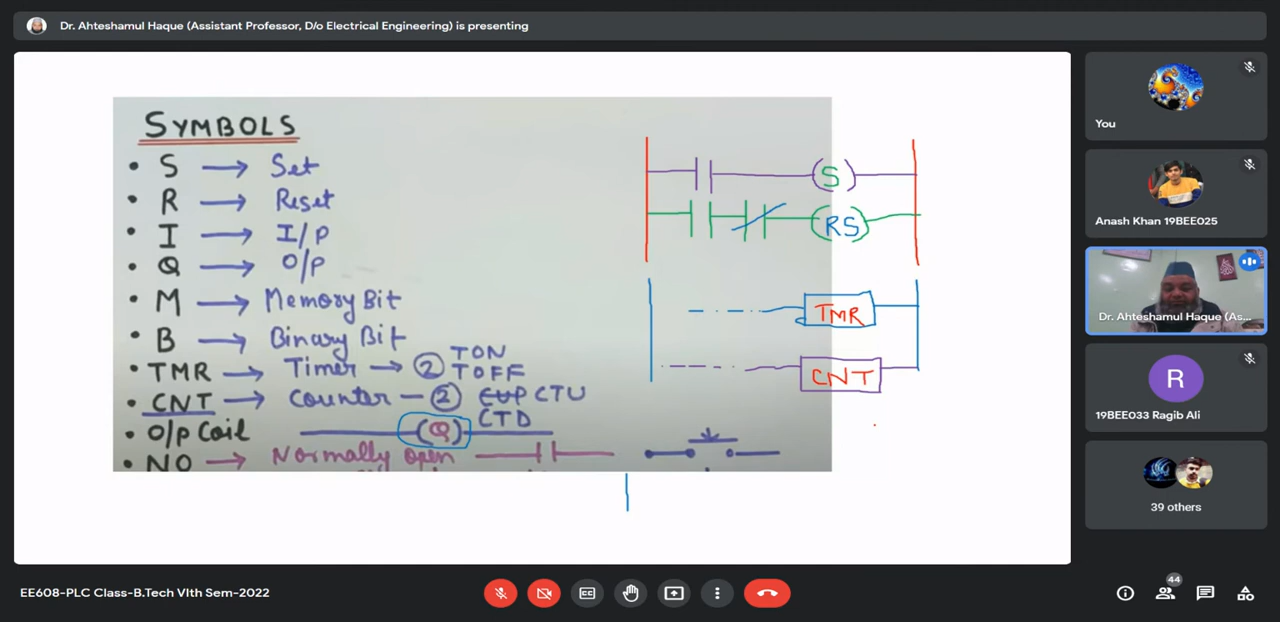 Dr. Ahteshamul Haque (Assistant Professor, D/o Electrical Engineering) is presenting
SYMBOLS
• S → Set
• R → Reset
• I → I/P
• Q → O/P
• M → Memory Bit
• B → Binary Bit
• TMR → Timer → 2 TON TOFF
• CNT → Counter - 2 CUP CTU CTD
• O/P Coil (Q)
• NO → Normally open
(S)
(RS)
TMR
CNT
You
Anash Khan 19BEE025
Dr. Ahteshamul Haque (As...
R
19BEE033 Ragib Ali
39 others
EE608-PLC Class-B.Tech VIth Sem-2022
CC
44